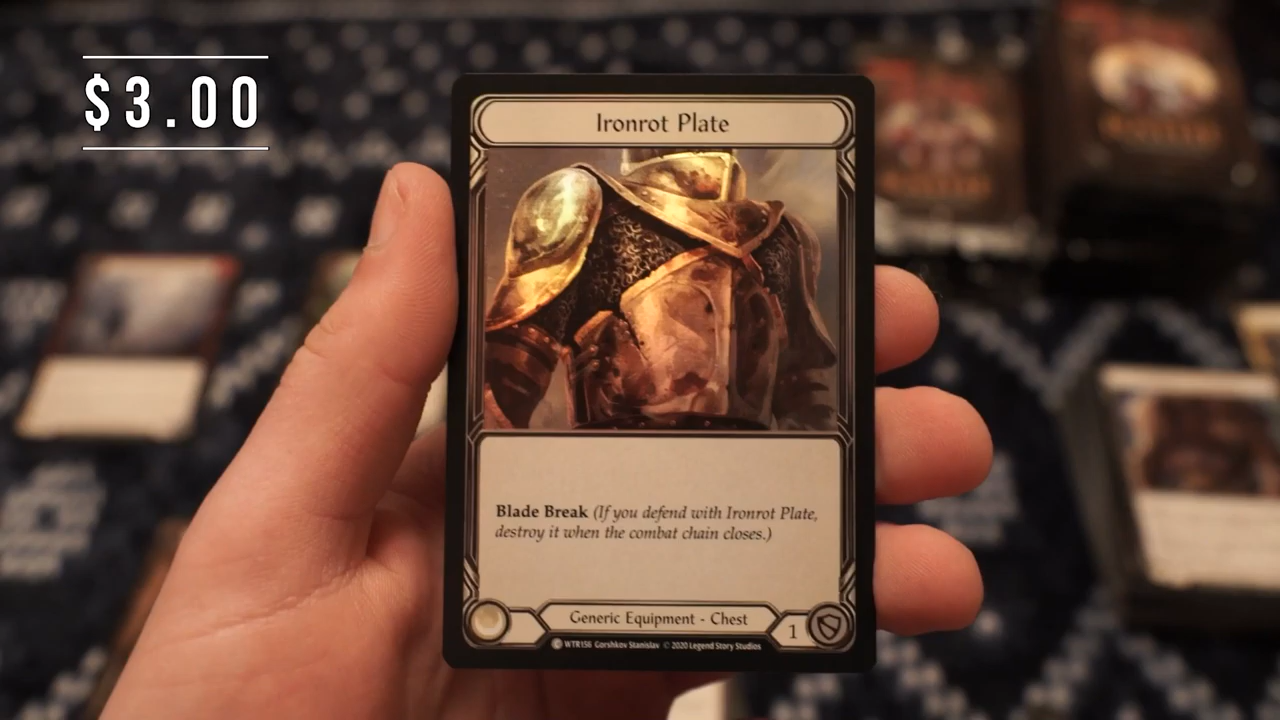 $3.00
Ironrot Plate
Blade Break (If you defend with Ironrot Plate,
destroy it when the combat chain closes.)
Generic Equipment - Chest
1
C WTR156 Gorshkov Stanislav © 2020 Legend Story Studios